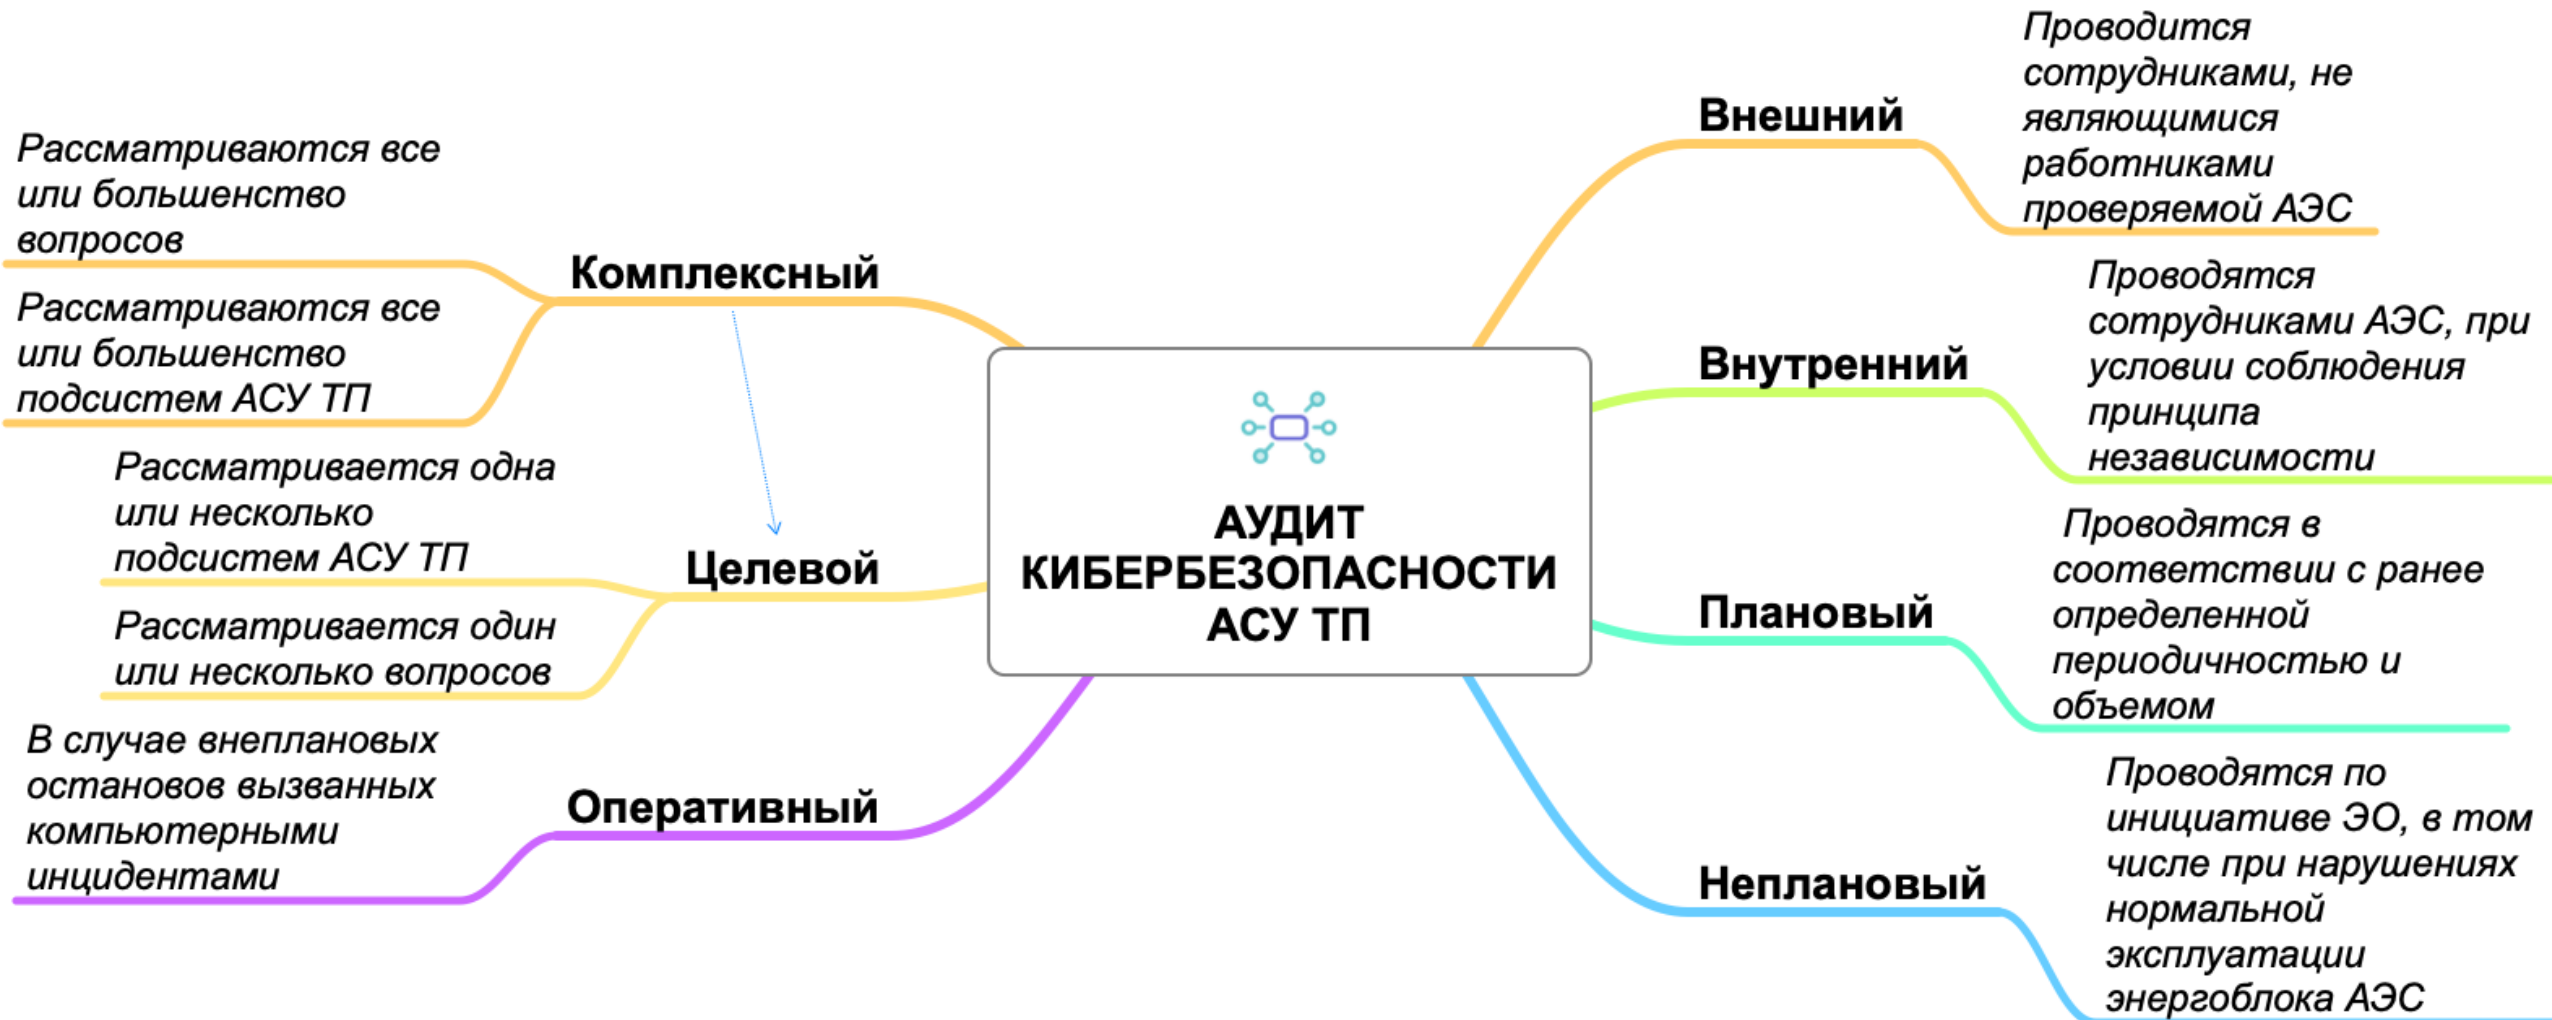 Рассматриваются все
или большенство
вопросов
Рассматриваются все
или большенство
подсистем АСУ ТП
Комплексный
Рассматривается одна
или несколько
подсистем АСУ ТП
Рассматривается один
или несколько вопросов
Целевой
В случае внеплановых
остановов вызванных
компьютерными
инцидентами
Оперативный
АУДИТ
КИБЕРБЕЗОПАСНОСТИ
АСУ ТП
Внешний
Проводится
сотрудниками, не
являющимися
работниками
проверяемой АЭС
Внутренний
Проводятся
сотрудниками АЭС, при
условии соблюдения
принципа
независимости
Плановый
Проводятся в
соответствии с ранее
определенной
периодичностью и
объемом
Неплановый
Проводятся по
инициативе ЭО, в том
числе при нарушениях
нормальной
эксплуатации
энергоблока АЭС